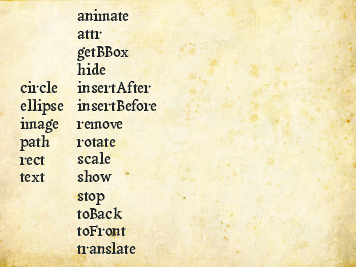 animate
attr
getBBox
hide
circle insertAfter
ellipse insertBefore
image remove
path rotate
rect scale
text show
stop
toBack
toFront
translate